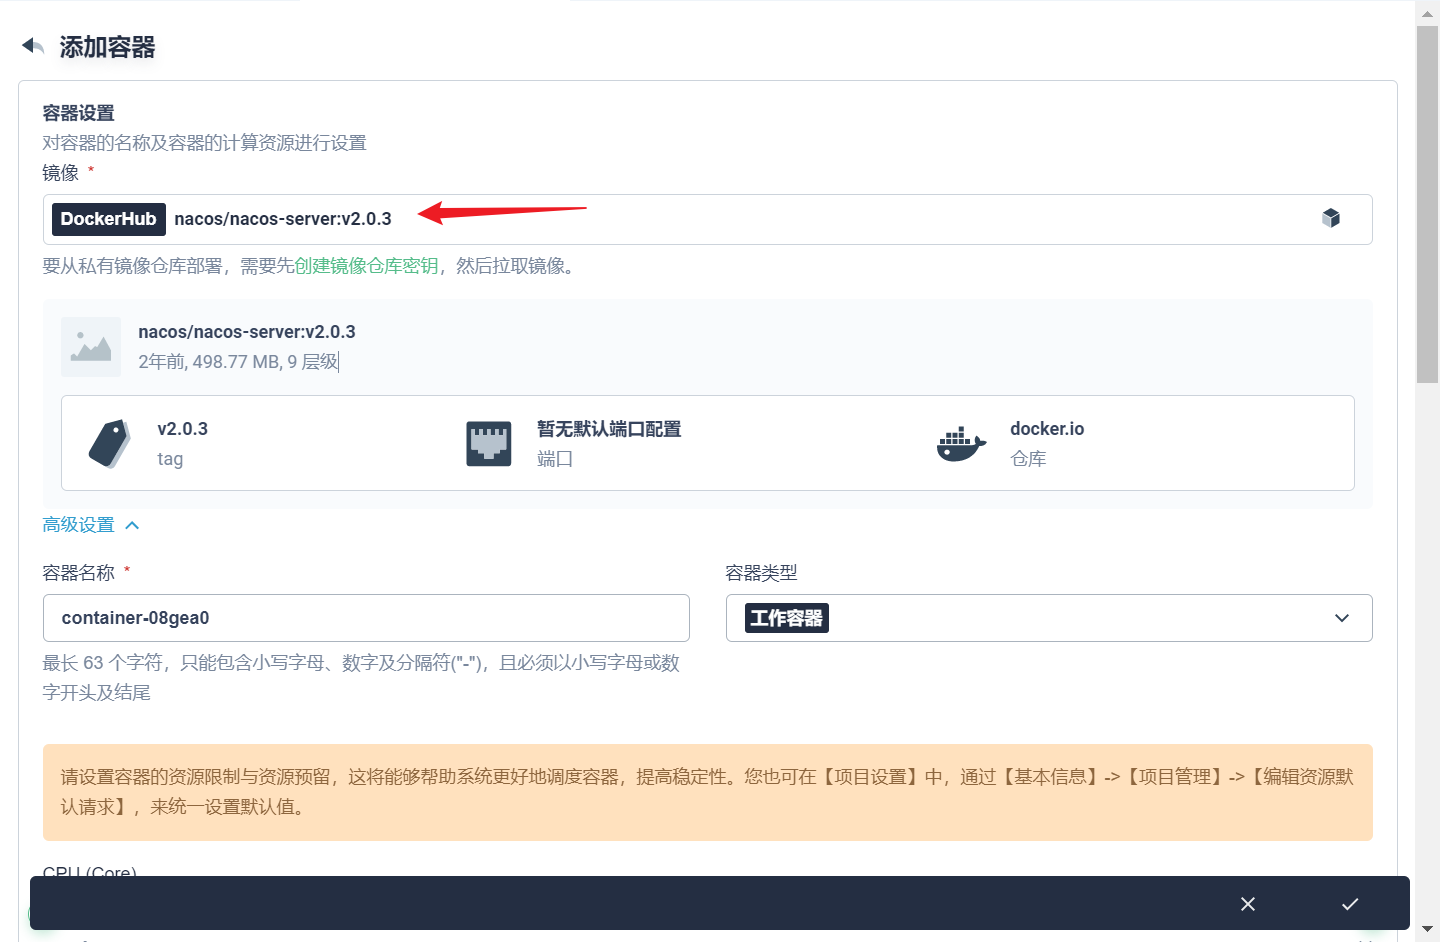 添加容器
容器设置
对容器的名称及容器的计算资源进行设置
镜像 *
DockerHub nacos/nacos-server:v2.0.3
要从私有镜像仓库部署，需要先创建镜像仓库密钥，然后拉取镜像。
nacos/nacos-server:v2.0.3
2年前, 498.77 MB, 9 层级
v2.0.3
tag
暂无默认端口配置
端口
docker.io
仓库
高级设置
容器名称 *
container-08gea0
最长 63 个字符，只能包含小写字母、数字及分隔符("-")，且必须以小写字母或数
字开头及结尾
容器类型
工作容器
请设置容器的资源限制与资源预留，这将能够帮助系统更好地调度容器，提高稳定性。您也可在【项目设置】中，通过【基本信息】->【项目管理】->【编辑资源默
认请求】，来统一设置默认值。
CPU (Core)